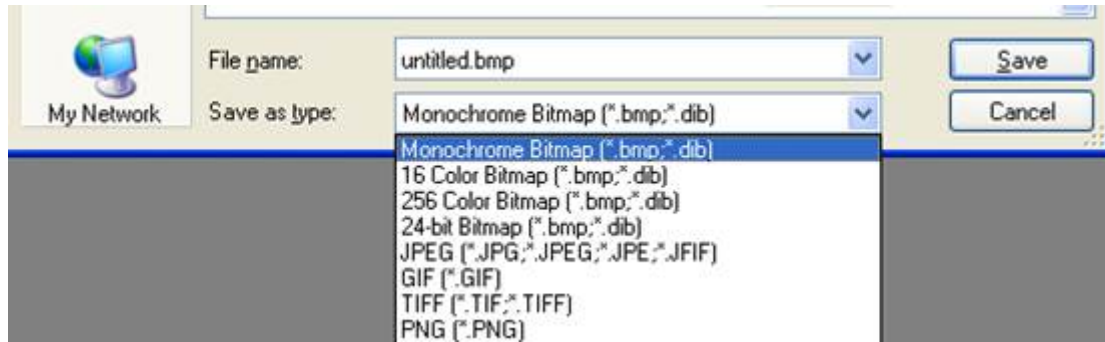 File name: untitled.bmp Save
My Network Save as type: Monochrome Bitmap (*.bmp;*.dib) Cancel
Monochrome Bitmap (*.bmp;*.dib)
16 Color Bitmap (*.bmp;*.dib)
256 Color Bitmap (*.bmp;*.dib)
24-bit Bitmap (*.bmp;*.dib)
JPEG (*.JPG;*.JPEG;*.JPE;*.JFIF)
GIF (*.GIF)
TIFF (*.TIF;*.TIFF)
PNG (*.PNG)